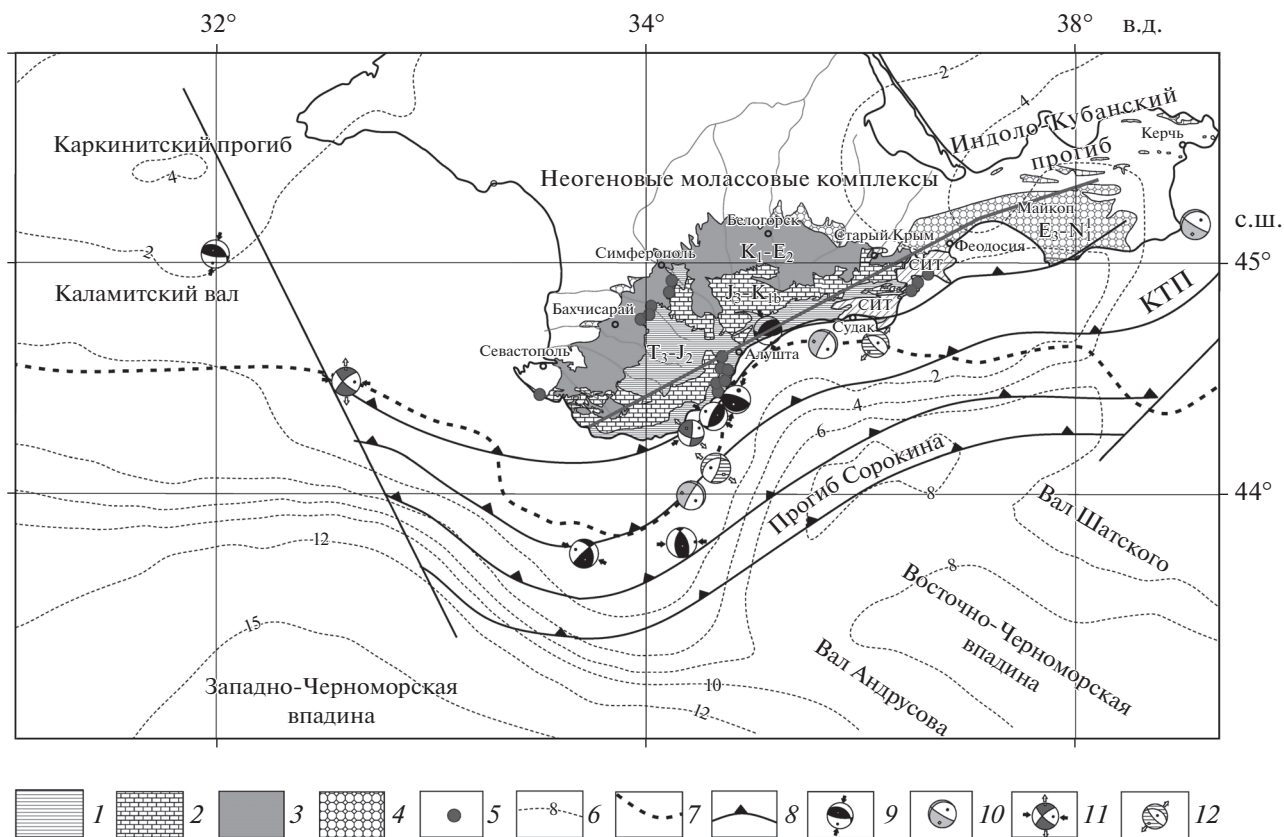 32°
34°
38°
в.д.
2
4
Индоло-Кубанский
прогиб
Керчь
Каркинитский прогиб
4
Неогеновые молассовые комплексы
Майкоп
E₃-N₁¹
Белогорск
Старый Крым
с.ш.
2
Симферополь
K₁-E₂
Феодосия
СИТ
45°
Каламитский вал
J₃-K₁b
КТП
Бахчисарай
СИТ
Судак
Севастополь
T₃-J₂
Алушта
2
4
6
Прогиб Сорокина
8
44°
Вал Шатского
12
8
Восточно-Черноморская
впадина
15
Вал Андрусова
Западно-Черноморская
впадина
10
12
1
2
3
4
5
8
6
7
8
9
10
11
12